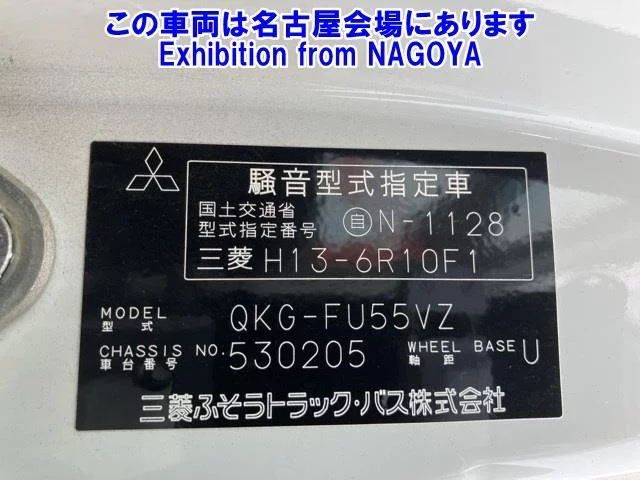 この車両は名古屋会場にあります
Exhibition from NAGOYA
騒音型式指定車
国土交通省
型式指定番号 自 N-1128
三菱 H13-6R10F1
MODEL
型式 QKG-FU55VZ
CHASSIS NO. 530205 WHEEL BASE U
車台番号 軸距
三菱ふそうトラック・バス株式会社